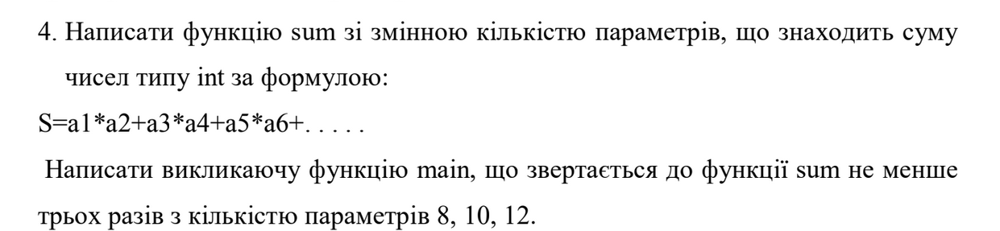 4. Написати функцію sum зі змінною кількістю параметрів, що знаходить суму
чисел типу int за формулою:
S=a1*a2+a3*a4+a5*a6+. . . . .
Написати викликаючу функцію main, що звертається до функції sum не менше
трьох разів з кількістю параметрів 8, 10, 12.